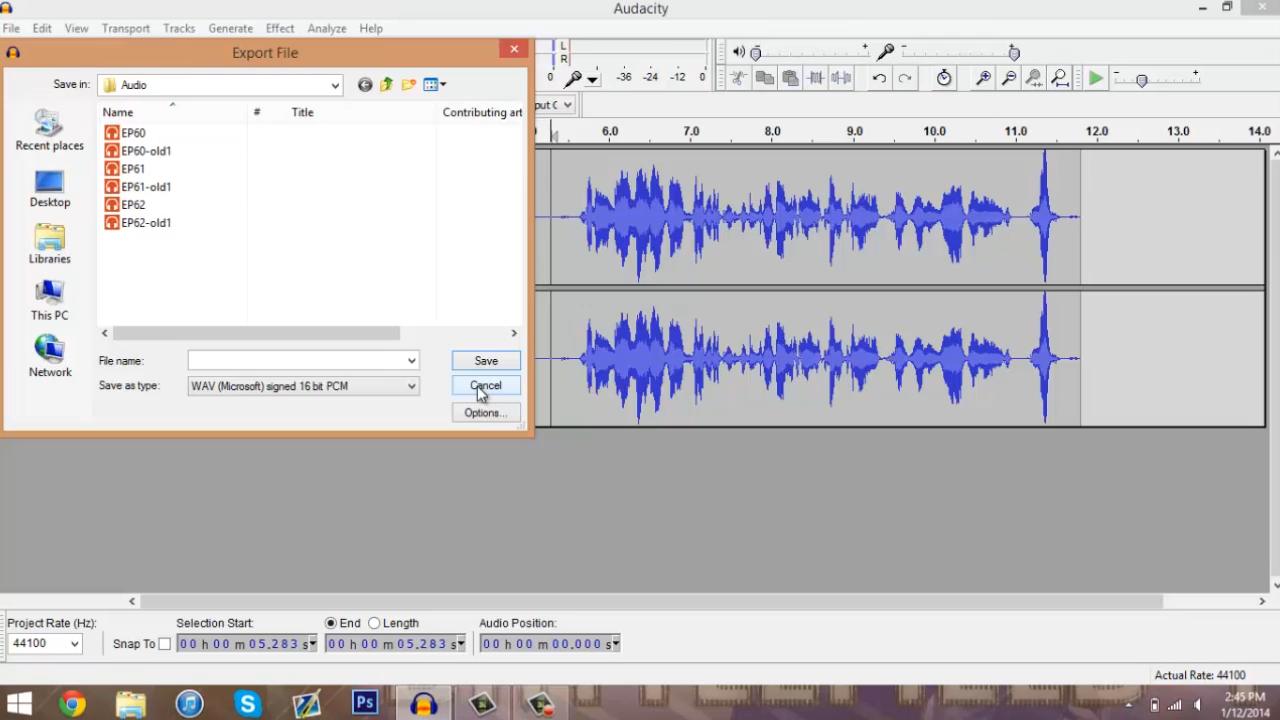 Audacity
File Edit View Transport Tracks Generate Effect Analyze Help
Export File
Save in: Audio
Name # Title Contributing art
EP60
EP60-old1
EP61
EP61-old1
EP62
EP62-old1
Recent places
Desktop
Libraries
This PC
Network
File name:
Save as type: WAV (Microsoft) signed 16 bit PCM
Save
Cancel
Options...
L
R
0 -36 -24 -12 0
put C
6.0 7.0 8.0 9.0 10.0 11.0 12.0 13.0 14.0
Project Rate (Hz): Selection Start: End Length Audio Position:
44100 Snap To 00 h 00 m 05.283 s 00 h 00 m 05.283 s 00 h 00 m 00.000 s
Actual Rate: 44100
Ps
2:45 PM
1/12/2014